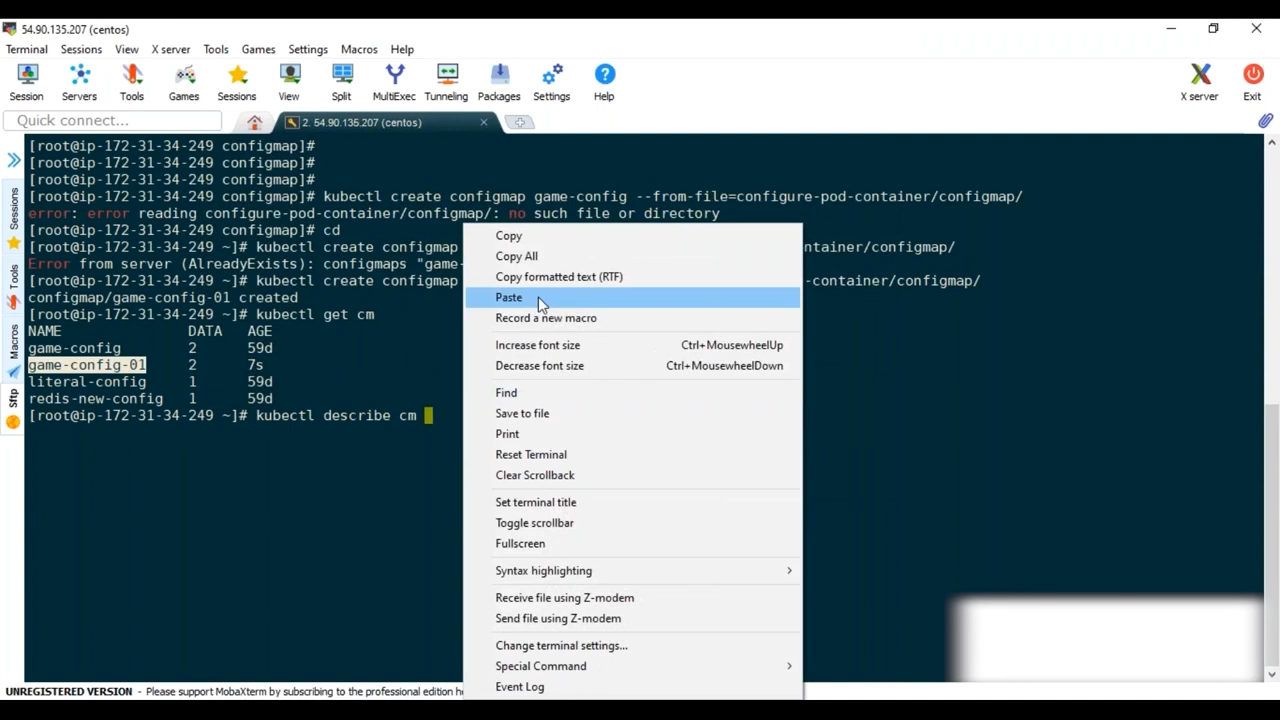 54.90.135.207 (centos)
Terminal Sessions View X server Tools Games Settings Macros Help
Session Servers Tools Games Sessions View Split MultiExec Tunneling Packages Settings Help X server Exit
Quick connect... 2. 54.90.135.207 (centos)
[root@ip-172-31-34-249 configmap]#
[root@ip-172-31-34-249 configmap]#
[root@ip-172-31-34-249 configmap]#
[root@ip-172-31-34-249 configmap]# kubectl create configmap game-config --from-file=configure-pod-container/configmap/
error: error reading configure-pod-container/configmap/: no such file or directory
[root@ip-172-31-34-249 configmap]# cd
[root@ip-172-31-34-249 ~]# kubectl create configmap ntainer/configmap/
Error from server (AlreadyExists): configmaps "game-
[root@ip-172-31-34-249 ~]# kubectl create configmap -container/configmap/
configmap/game-config-01 created
[root@ip-172-31-34-249 ~]# kubectl get cm
NAME DATA AGE
game-config 2 59d
game-config-01 2 7s
literal-config 1 59d
redis-new-config 1 59d
[root@ip-172-31-34-249 ~]# kubectl describe cm
Copy
Copy All
Copy formatted text (RTF)
Paste
Record a new macro
Increase font size Ctrl+MousewheelUp
Decrease font size Ctrl+MousewheelDown
Find
Save to file
Print
Reset Terminal
Clear Scrollback
Set terminal title
Toggle scrollbar
Fullscreen
Syntax highlighting
Receive file using Z-modem
Send file using Z-modem
Change terminal settings...
Special Command
Event Log
Sessions
Tools
Macros
Sftp
UNREGISTERED VERSION - Please support MobaXterm by subscribing to the professional edition he